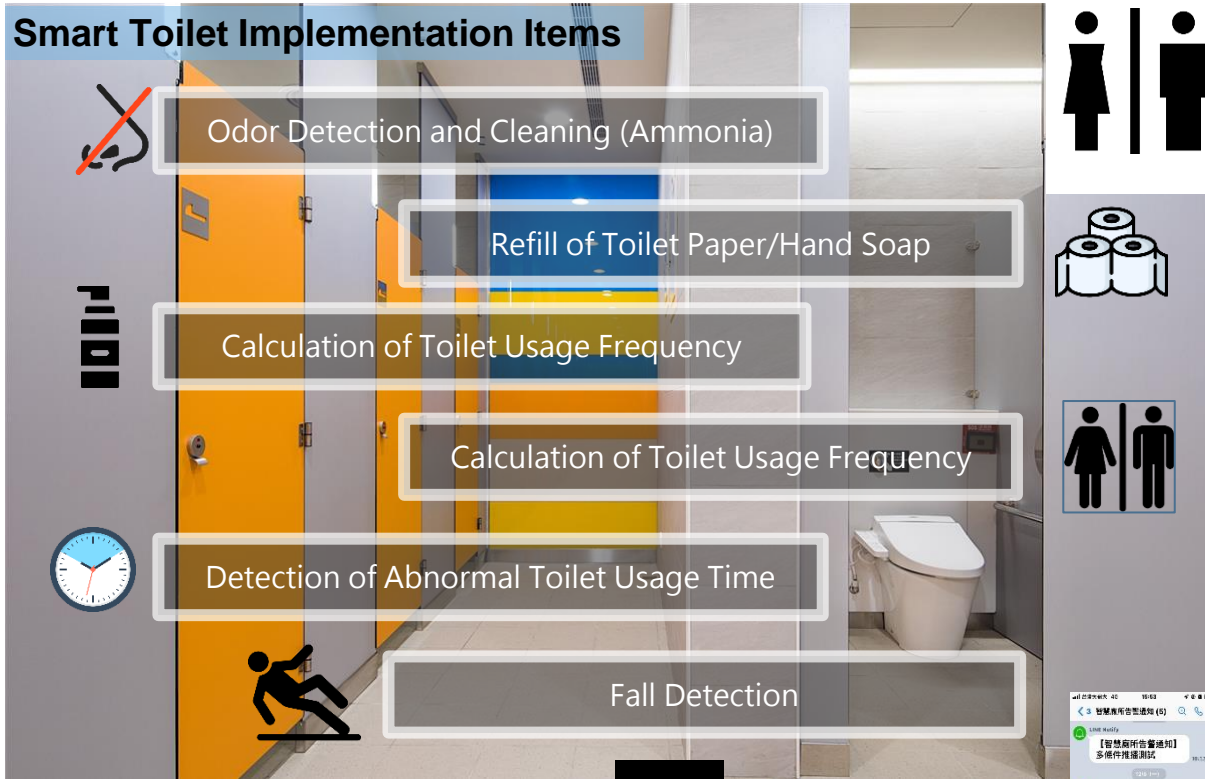 Smart Toilet Implementation Items
Odor Detection and Cleaning (Ammonia)
Refill of Toilet Paper/Hand Soap
Calculation of Toilet Usage Frequency
Calculation of Toilet Usage Frequency
Detection of Abnormal Toilet Usage Time
Fall Detection
3 智慧廁所告警通知 (5)
LINE Notify
【智慧廁所告警通知】
多條件推播測試